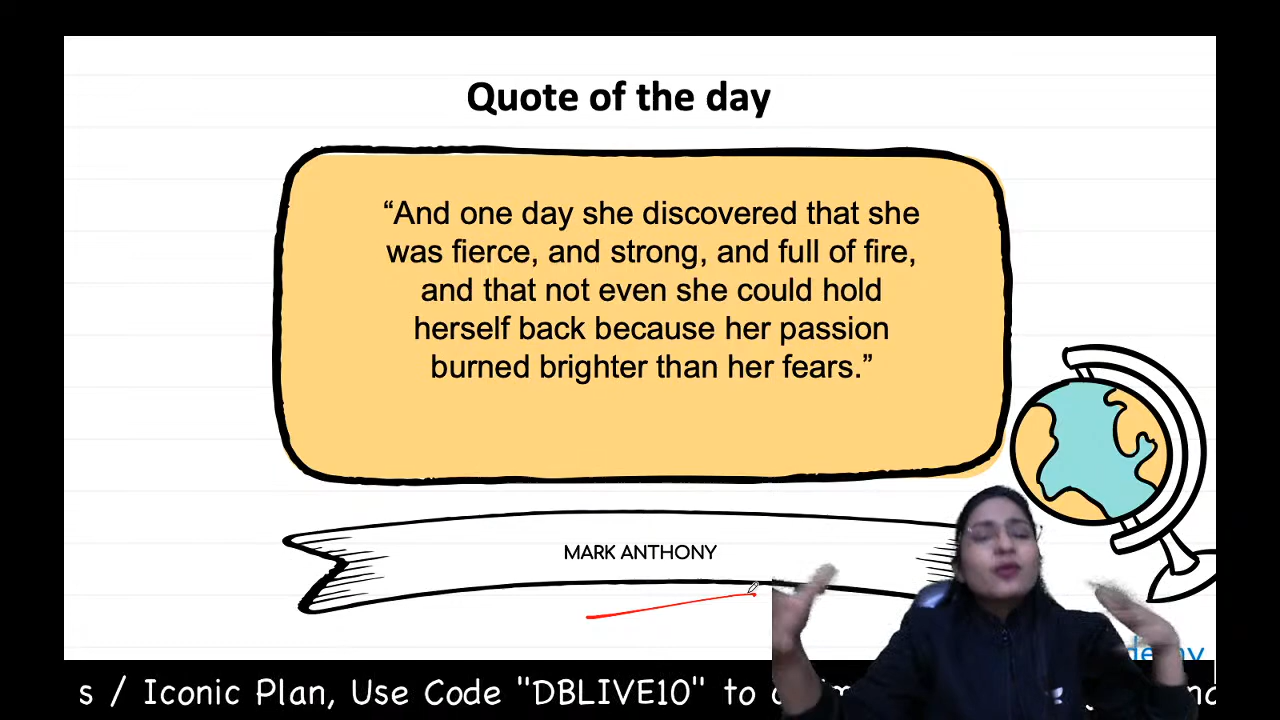 Quote of the day
“And one day she discovered that she
was fierce, and strong, and full of fire,
and that not even she could hold
herself back because her passion
burned brighter than her fears.”
MARK ANTHONY
s / Iconic Plan, Use Code "DBLIVE10" to